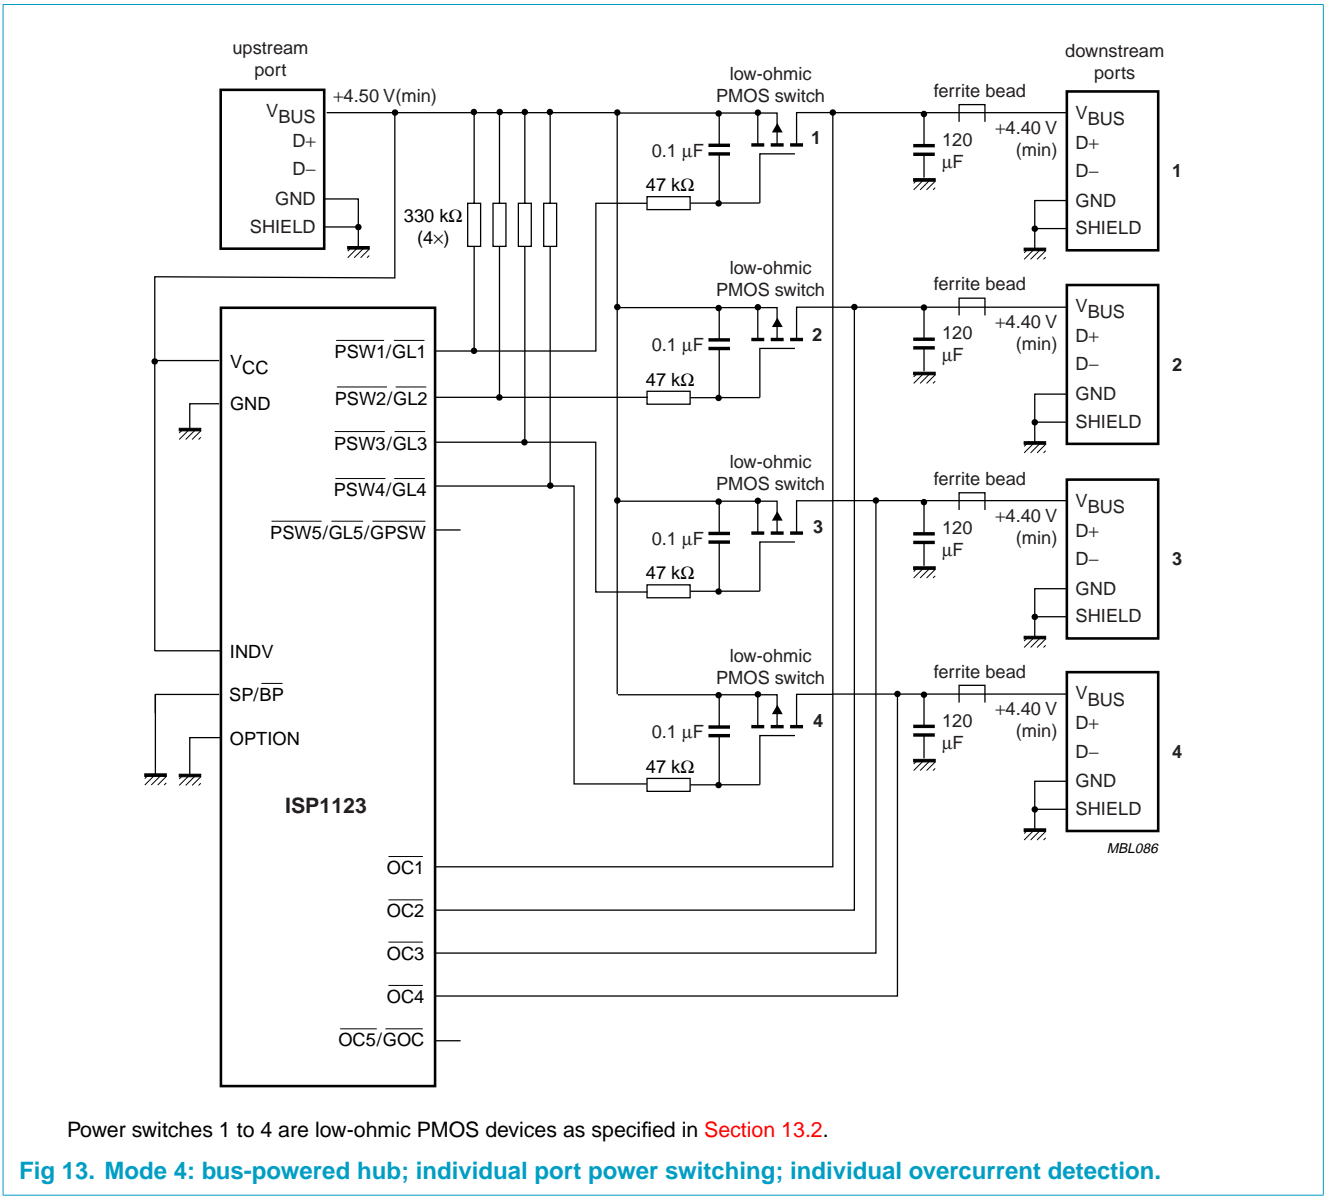 upstream
port
+4.50 V(min)
VBUS
D+
D−
GND
SHIELD
330 kΩ
(4×)
low-ohmic
PMOS switch
1
0.1 μF
47 kΩ
ferrite bead
120
μF
+4.40 V
(min)
downstream
ports
VBUS
D+
D−
GND
SHIELD
1
low-ohmic
PMOS switch
2
0.1 μF
47 kΩ
ferrite bead
120
μF
+4.40 V
(min)
VBUS
D+
D−
GND
SHIELD
2
low-ohmic
PMOS switch
3
0.1 μF
47 kΩ
ferrite bead
120
μF
+4.40 V
(min)
VBUS
D+
D−
GND
SHIELD
3
low-ohmic
PMOS switch
4
0.1 μF
47 kΩ
ferrite bead
120
μF
+4.40 V
(min)
VBUS
D+
D−
GND
SHIELD
4
MBL086
VCC
GND
INDV
SP/BP
OPTION
ISP1123
PSW1/GL1
PSW2/GL2
PSW3/GL3
PSW4/GL4
PSW5/GL5/GPSW
OC1
OC2
OC3
OC4
OC5/GOC
Power switches 1 to 4 are low-ohmic PMOS devices as specified in Section 13.2.
Fig 13. Mode 4: bus-powered hub; individual port power switching; individual overcurrent detection.